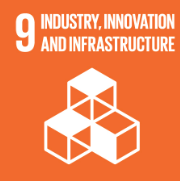 9 INDUSTRY, INNOVATION
AND INFRASTRUCTURE